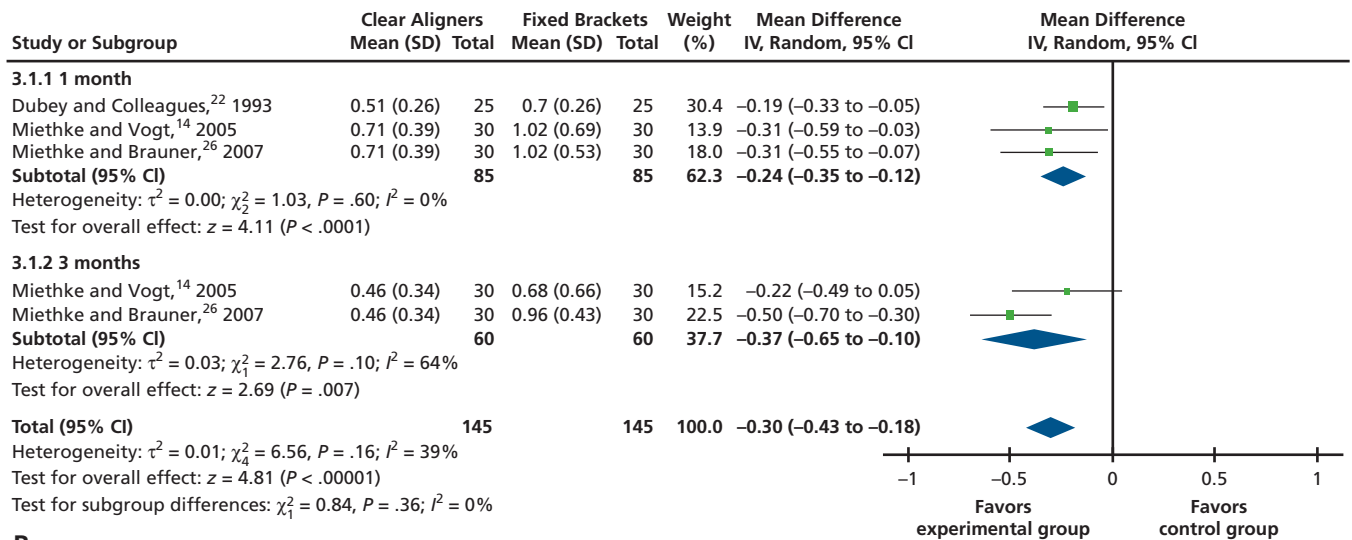 Clear Aligners Fixed Brackets Weight Mean Difference Mean Difference
Study or Subgroup Mean (SD) Total Mean (SD) Total (%) IV, Random, 95% CI IV, Random, 95% CI
3.1.1 1 month
Dubey and Colleagues,22 1993 0.51 (0.26) 25 0.7 (0.26) 25 30.4 –0.19 (–0.33 to –0.05)
Miethke and Vogt,14 2005 0.71 (0.39) 30 1.02 (0.69) 30 13.9 –0.31 (–0.59 to –0.03)
Miethke and Brauner,26 2007 0.71 (0.39) 30 1.02 (0.53) 30 18.0 –0.31 (–0.55 to –0.07)
Subtotal (95% CI) 85 85 62.3 –0.24 (–0.35 to –0.12)
Heterogeneity: τ2 = 0.00; χ2 2 = 1.03, P = .60; I2 = 0%
Test for overall effect: z = 4.11 (P < .0001)
3.1.2 3 months
Miethke and Vogt,14 2005 0.46 (0.34) 30 0.68 (0.66) 30 15.2 –0.22 (–0.49 to 0.05)
Miethke and Brauner,26 2007 0.46 (0.34) 30 0.96 (0.43) 30 22.5 –0.50 (–0.70 to –0.30)
Subtotal (95% CI) 60 60 37.7 –0.37 (–0.65 to –0.10)
Heterogeneity: τ2 = 0.03; χ2 1 = 2.76, P = .10; I2 = 64%
Test for overall effect: z = 2.69 (P = .007)
Total (95% CI) 145 145 100.0 –0.30 (–0.43 to –0.18)
Heterogeneity: τ2 = 0.01; χ2 4 = 6.56, P = .16; I2 = 39%
Test for overall effect: z = 4.81 (P < .00001)
Test for subgroup differences: χ2 1 = 0.84, P = .36; I2 = 0%
–1 –0.5 0 0.5 1
Favors Favors
experimental group control group